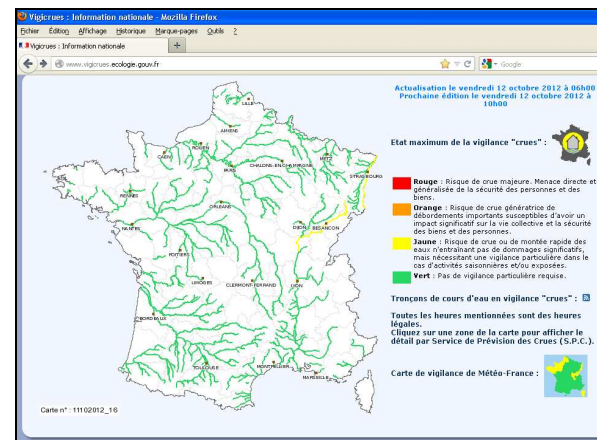 Vigicrues : Information nationale - Mozilla Firefox
Fichier Édition Affichage Historique Marque-pages Outils ?
Vigicrues : Information nationale +
www.vigicrues.ecologie.gouv.fr
Google
Actualisation le vendredi 12 octobre 2012 à 06h00
Prochaine édition le vendredi 12 octobre 2012 à
10h00
Etat maximum de la vigilance "crues" :
Rouge : Risque de crue majeure. Menace directe et
généralisée de la sécurité des personnes et des
biens.
Orange : Risque de crue génératrice de
débordements importants susceptibles d'avoir un
impact significatif sur la vie collective et la sécurité
des biens et des personnes.
Jaune : Risque de crue ou de montée rapide des
eaux n'entraînant pas de dommages significatifs,
mais nécessitant une vigilance particulière dans le
cas d'activités saisonnières et/ou exposées.
Vert : Pas de vigilance particulière requise.
Tronçons de cours d'eau en vigilance "crues" :
Toutes les heures mentionnées sont des heures
légales.
Cliquez sur une zone de la carte pour afficher le
détail par Service de Prévision des Crues (S.P.C.).
Carte de vigilance de Météo-France :
LILLE
AMIENS
ROUEN
CAEN
CHALONS-EN-CHAMPAGNE
METZ
PARIS
STRASBOURG
RENNES
ORLEANS
NANTES
DIJON
BESANCON
POITIERS
LIMOGES
CLERMONT-FERRAND
LYON
BORDEAUX
TOULOUSE
MONTPELLIER
MARSEILLE
Carte n° : 11102012_16